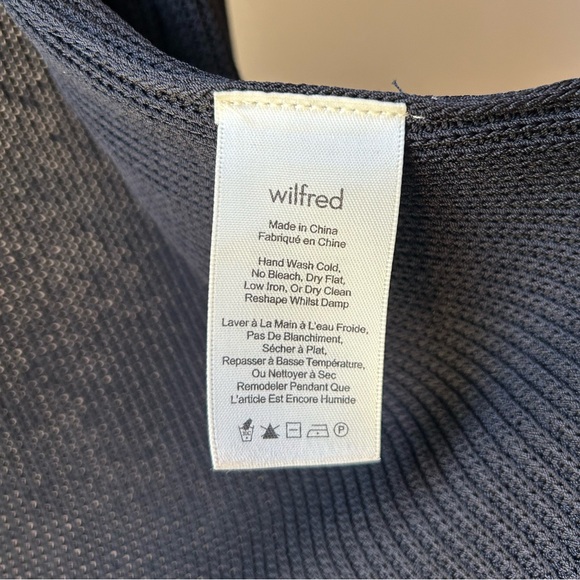 wilfred
Made in China
Fabriqué en Chine
Hand Wash Cold,
No Bleach, Dry Flat,
Low Iron, Or Dry Clean
Reshape Whilst Damp
Laver à La Main à L'eau Froide,
Pas De Blanchiment,
Sécher à Plat,
Repasser à Basse Température,
Ou Nettoyer à Sec
Remodeler Pendant Que
L'article Est Encore Humide
P